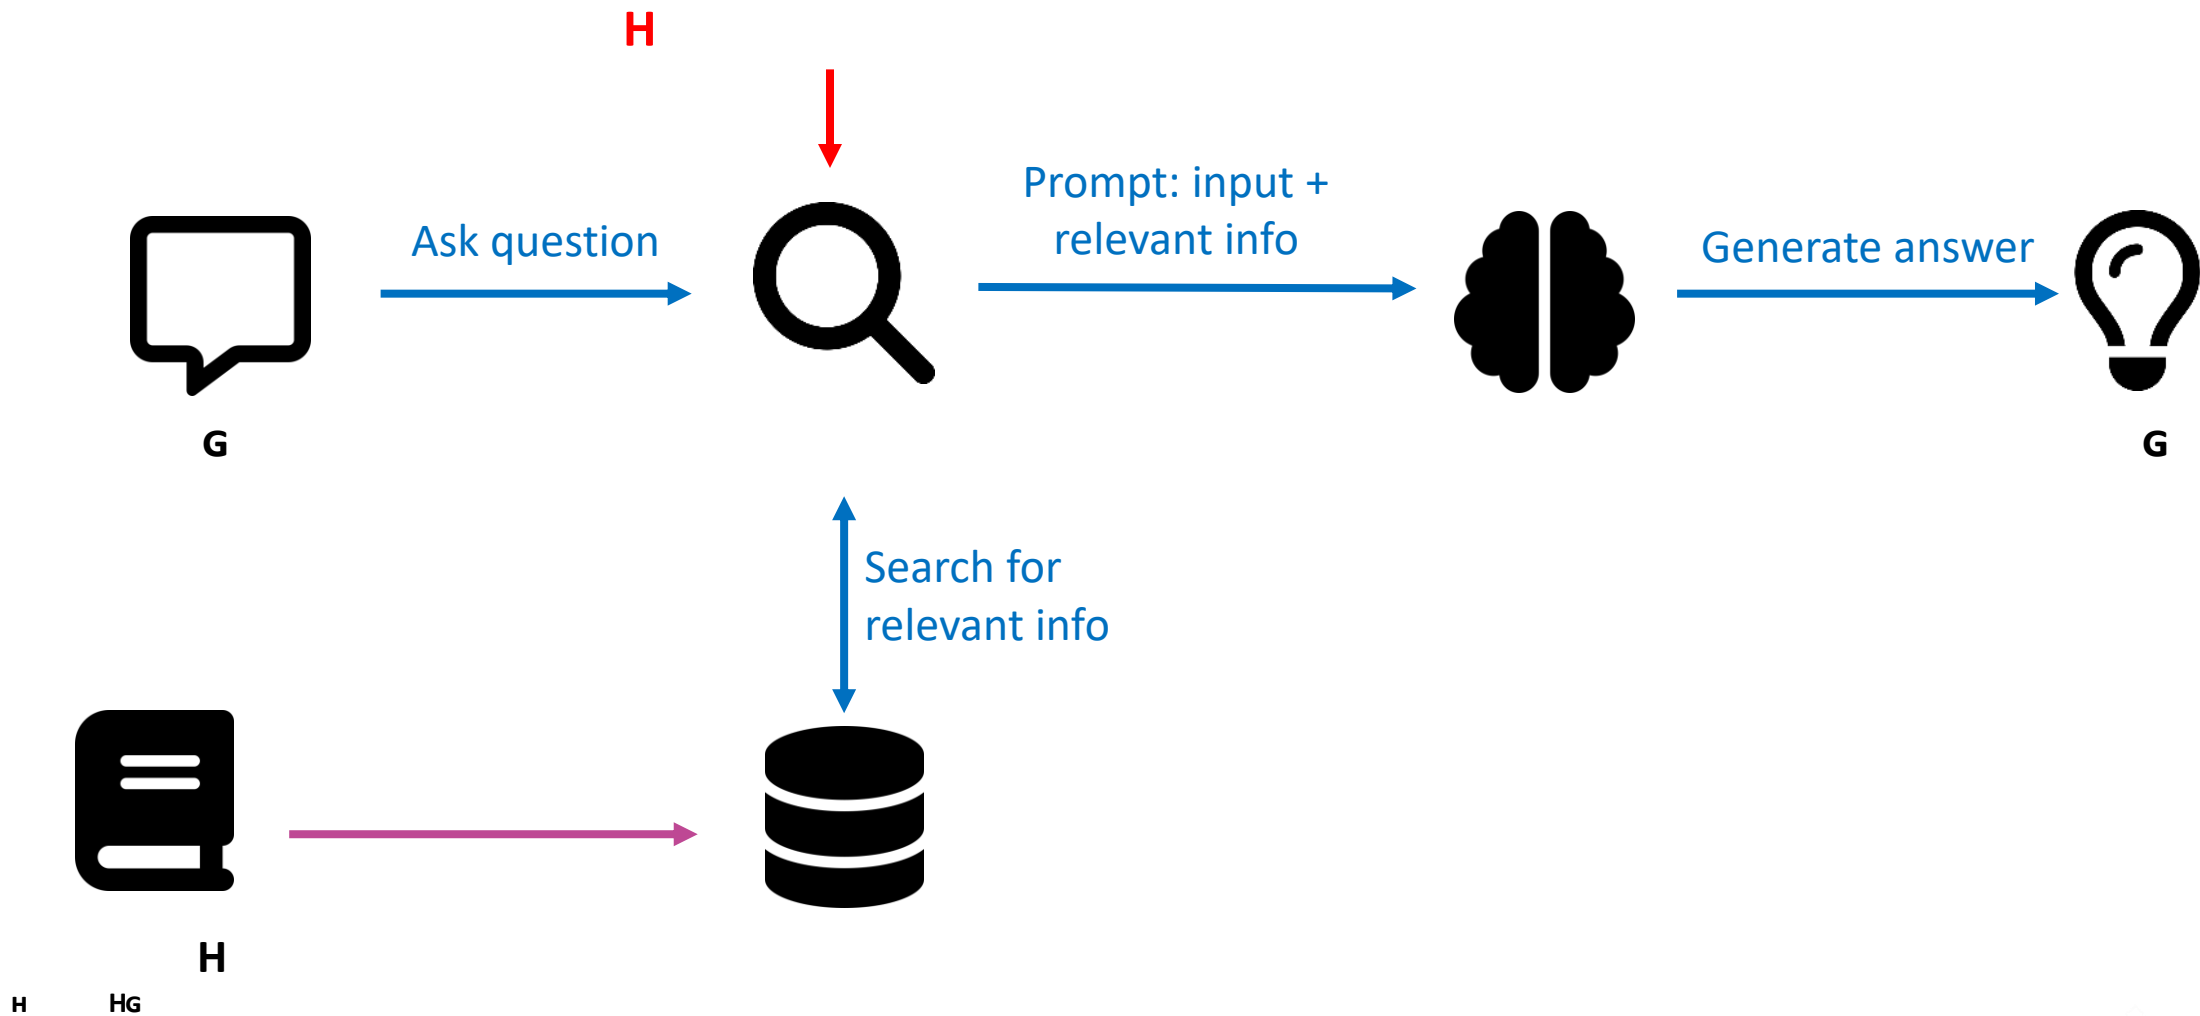 H
Ask question
Prompt: input +
relevant info
Generate answer
G
G
Search for
relevant info
H
H
HG